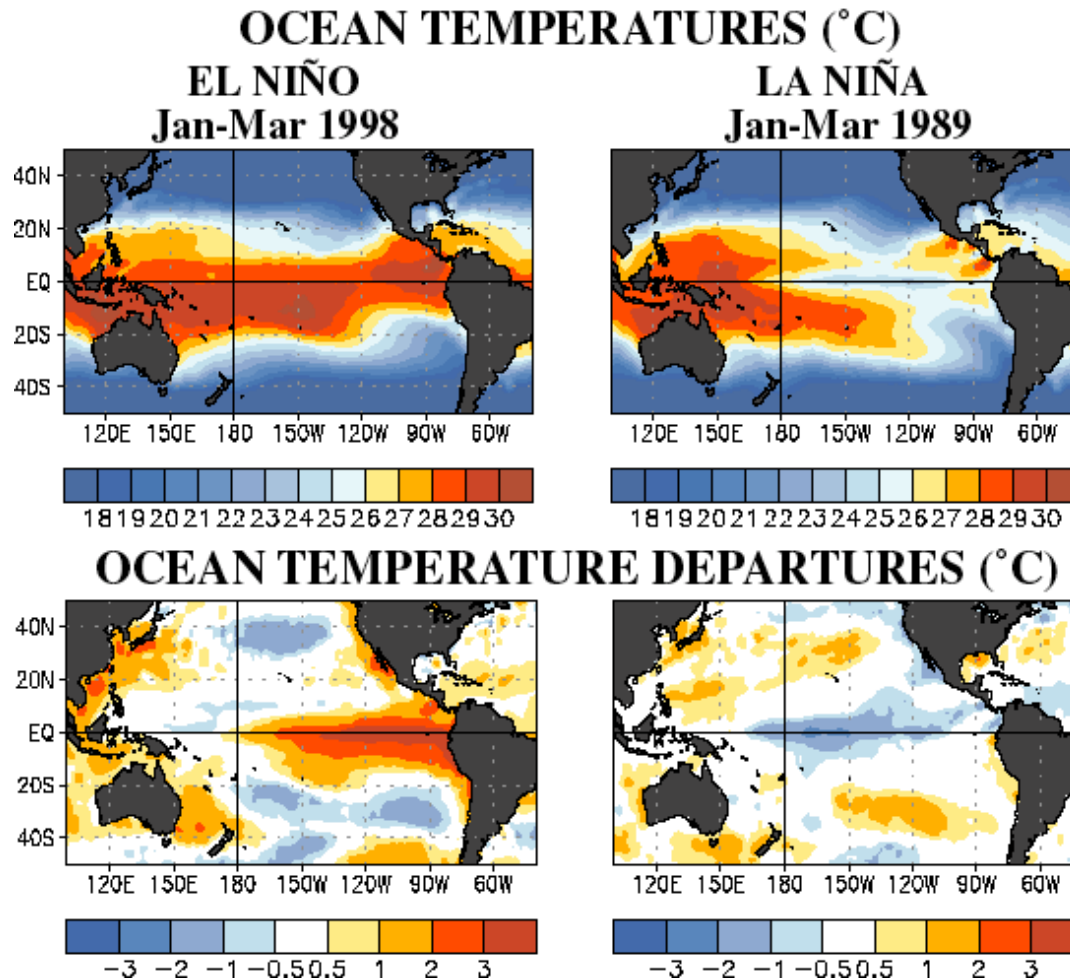 OCEAN TEMPERATURES (˚C)
EL NIÑO
Jan-Mar 1998
LA NIÑA
Jan-Mar 1989
40N
20N
EQ
20S
40S
120E 150E 180 150W 120W 90W 60W
120E 150E 180 150W 120W 90W 60W
18 19 20 21 22 23 24 25 26 27 28 29 30
18 19 20 21 22 23 24 25 26 27 28 29 30
OCEAN TEMPERATURE DEPARTURES (˚C)
40N
20N
EQ
20S
40S
120E 150E 180 150W 120W 90W 60W
120E 150E 180 150W 120W 90W 60W
-3 -2 -1 -0.5 0.5 1 2 3
-3 -2 -1 -0.5 0.5 1 2 3